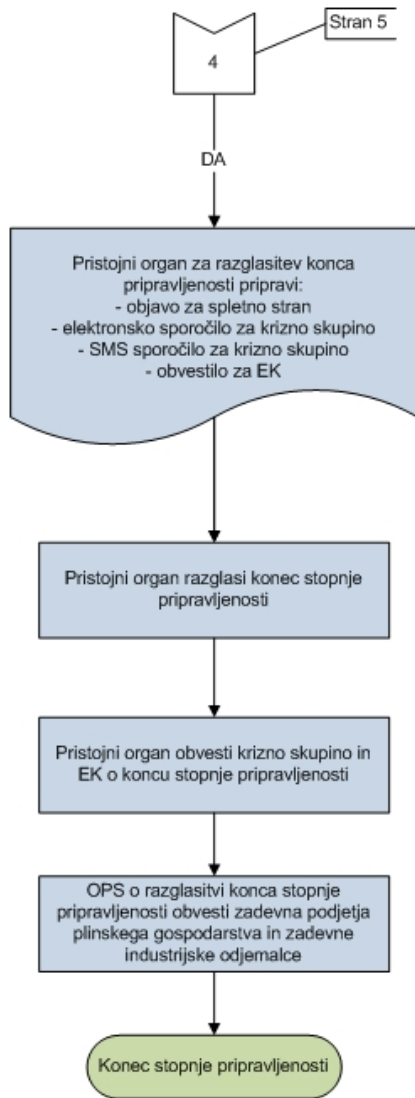 Stran 5
4
DA
Pristojni organ za razglasitev konca
pripravljenosti pripravi:
- objavo za spletno stran
- elektronsko sporočilo za krizno skupino
- SMS sporočilo za krizno skupino
- obvestilo za EK
Pristojni organ razglasi konec stopnje
pripravljenosti
Pristojni organ obvesti krizno skupino in
EK o koncu stopnje pripravljenosti
OPS o razglasitvi konca stopnje
pripravljenosti obvesti zadevna podjetja
plinskega gospodarstva in zadevne
industrijske odjemalce
Konec stopnje pripravljenosti